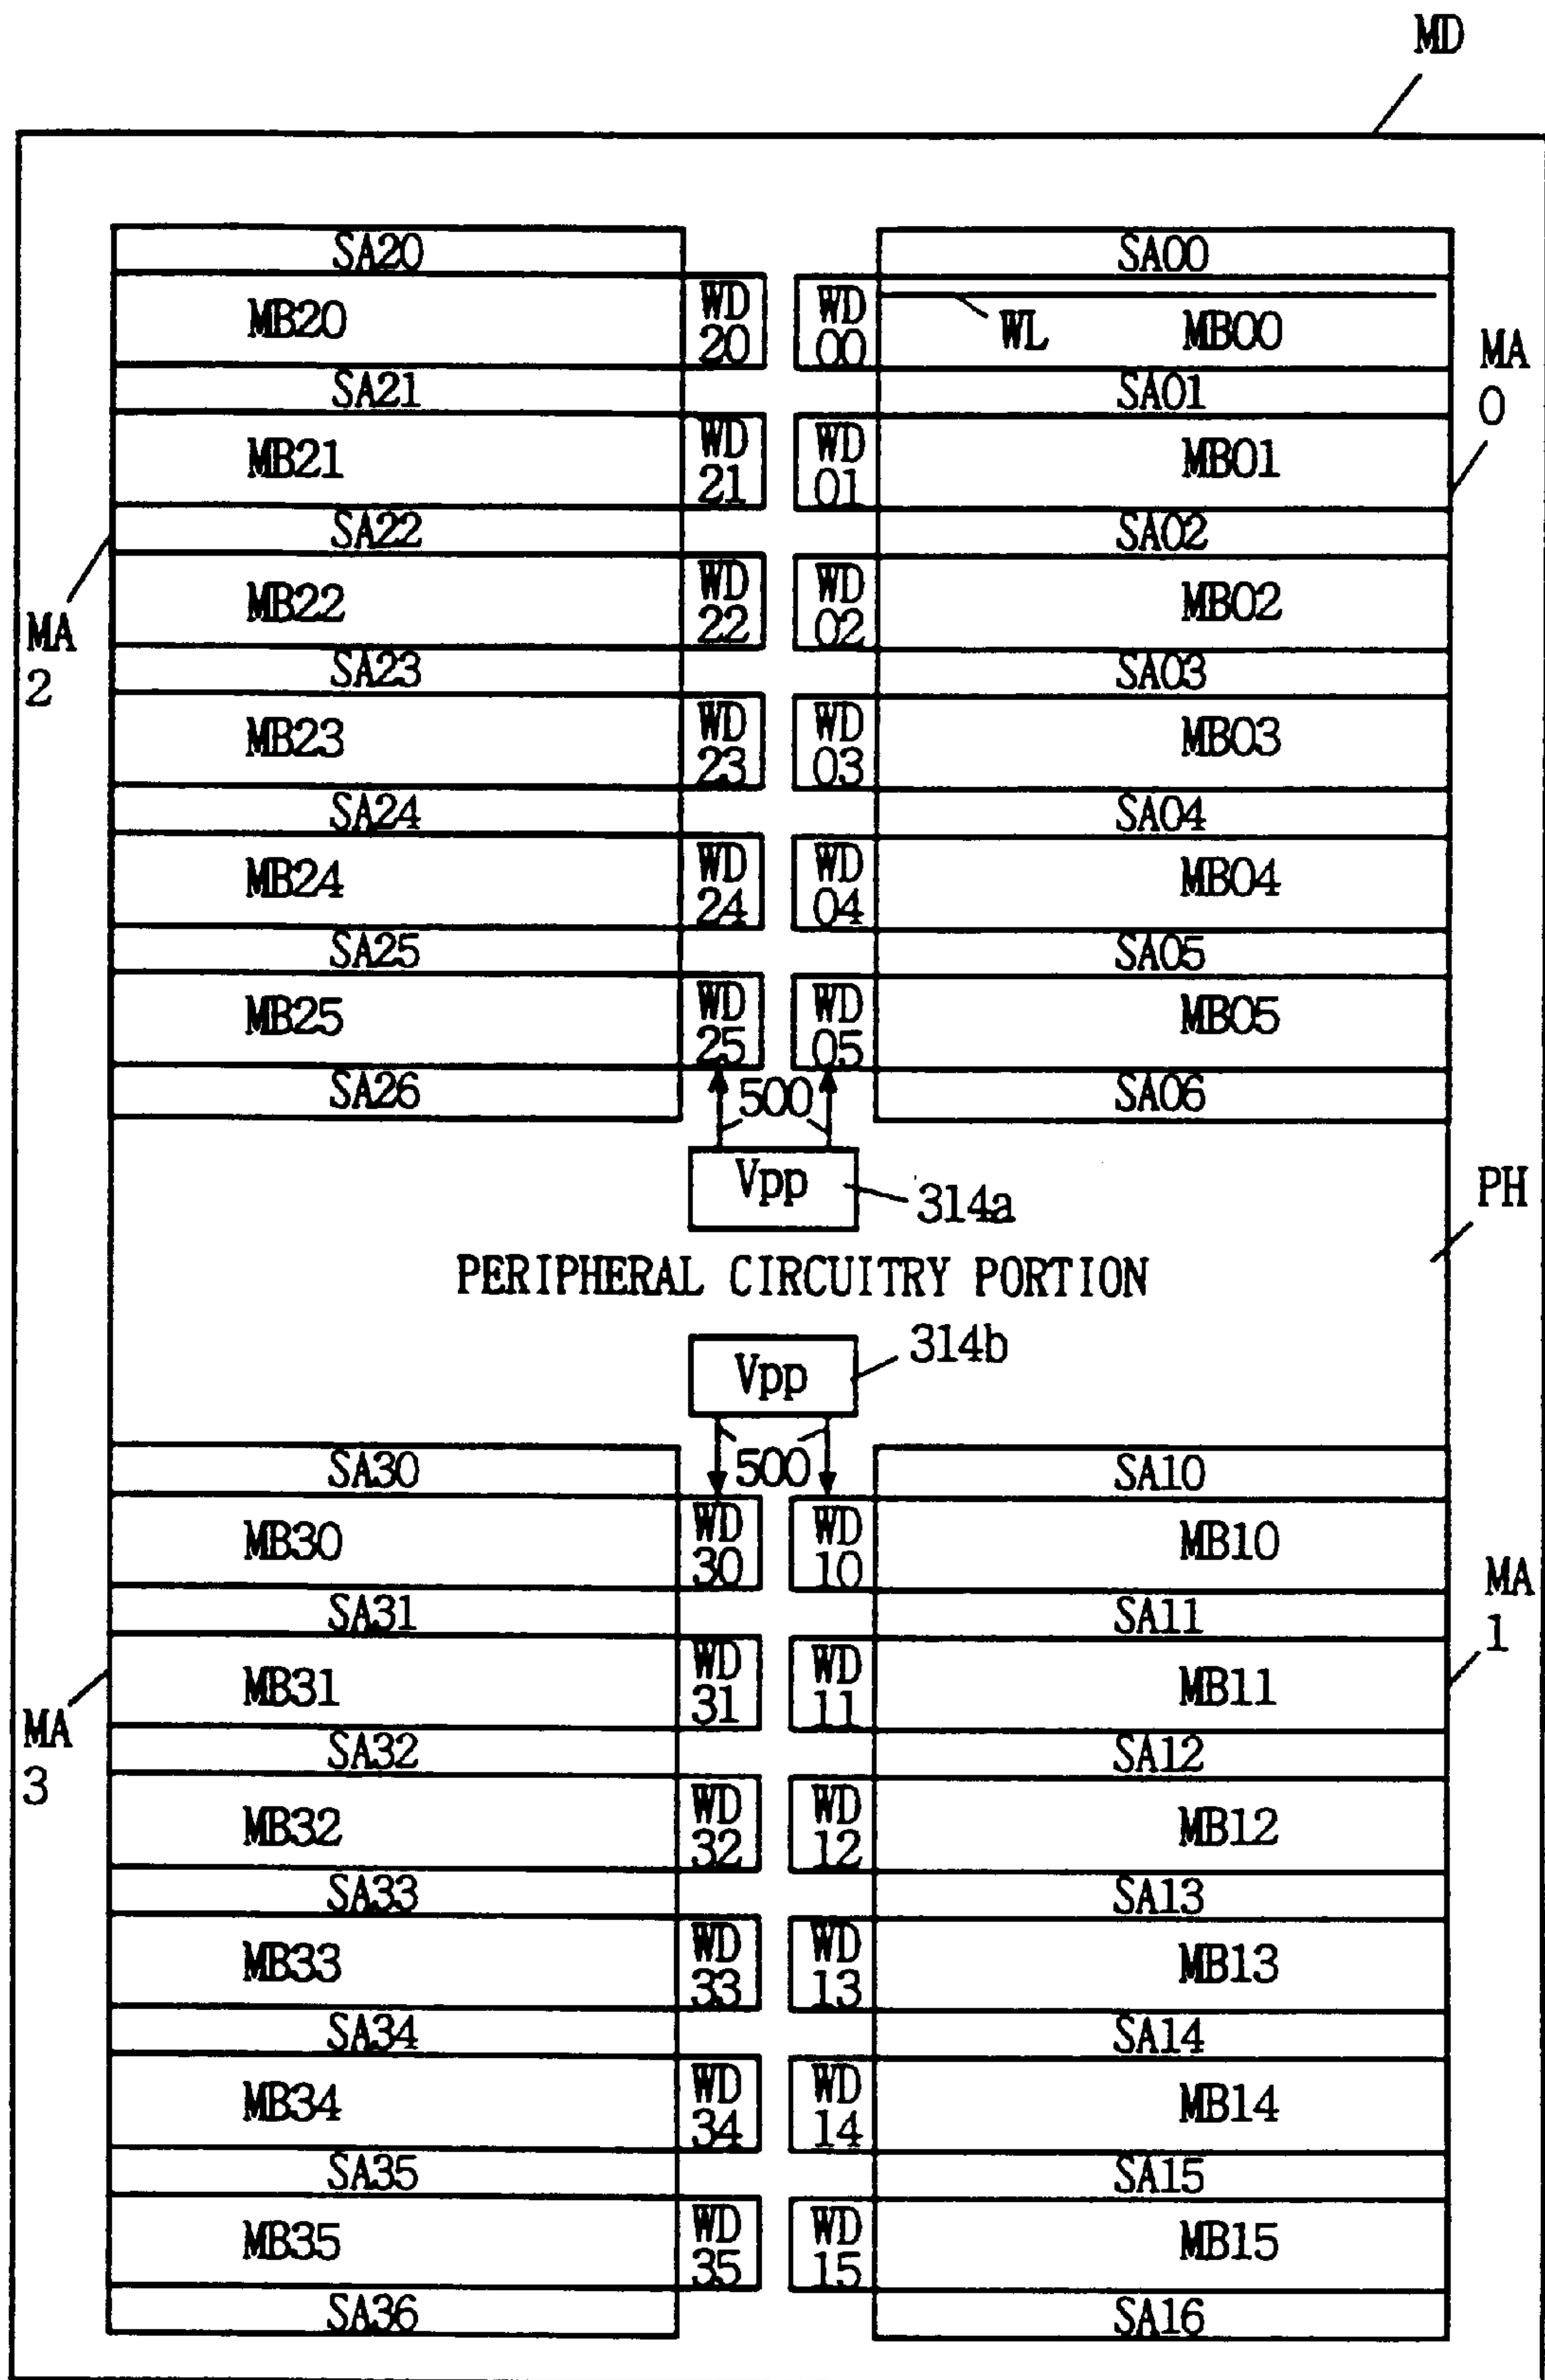 MD
SA20 SA00
MB20 WD 20 WD 00 WL MB00
MA 0
SA21 SA01
MB21 WD 21 WD 01 MB01
SA22 SA02
MB22 WD 22 WD 02 MB02
MA 2
SA23 SA03
MB23 WD 23 WD 03 MB03
SA24 SA04
MB24 WD 24 WD 04 MB04
SA25 SA05
MB25 WD 25 WD 05 MB05
SA26 500 SA06
Vpp 314a PH
PERIPHERAL CIRCUITRY PORTION
Vpp 314b
SA30 500 SA10
MB30 WD 30 WD 10 MB10
MA 1
SA31 SA11
MB31 WD 31 WD 11 MB11
MA 3
SA32 SA12
MB32 WD 32 WD 12 MB12
SA33 SA13
MB33 WD 33 WD 13 MB13
SA34 SA14
MB34 WD 34 WD 14 MB14
SA35 SA15
MB35 WD 35 WD 15 MB15
SA36 SA16